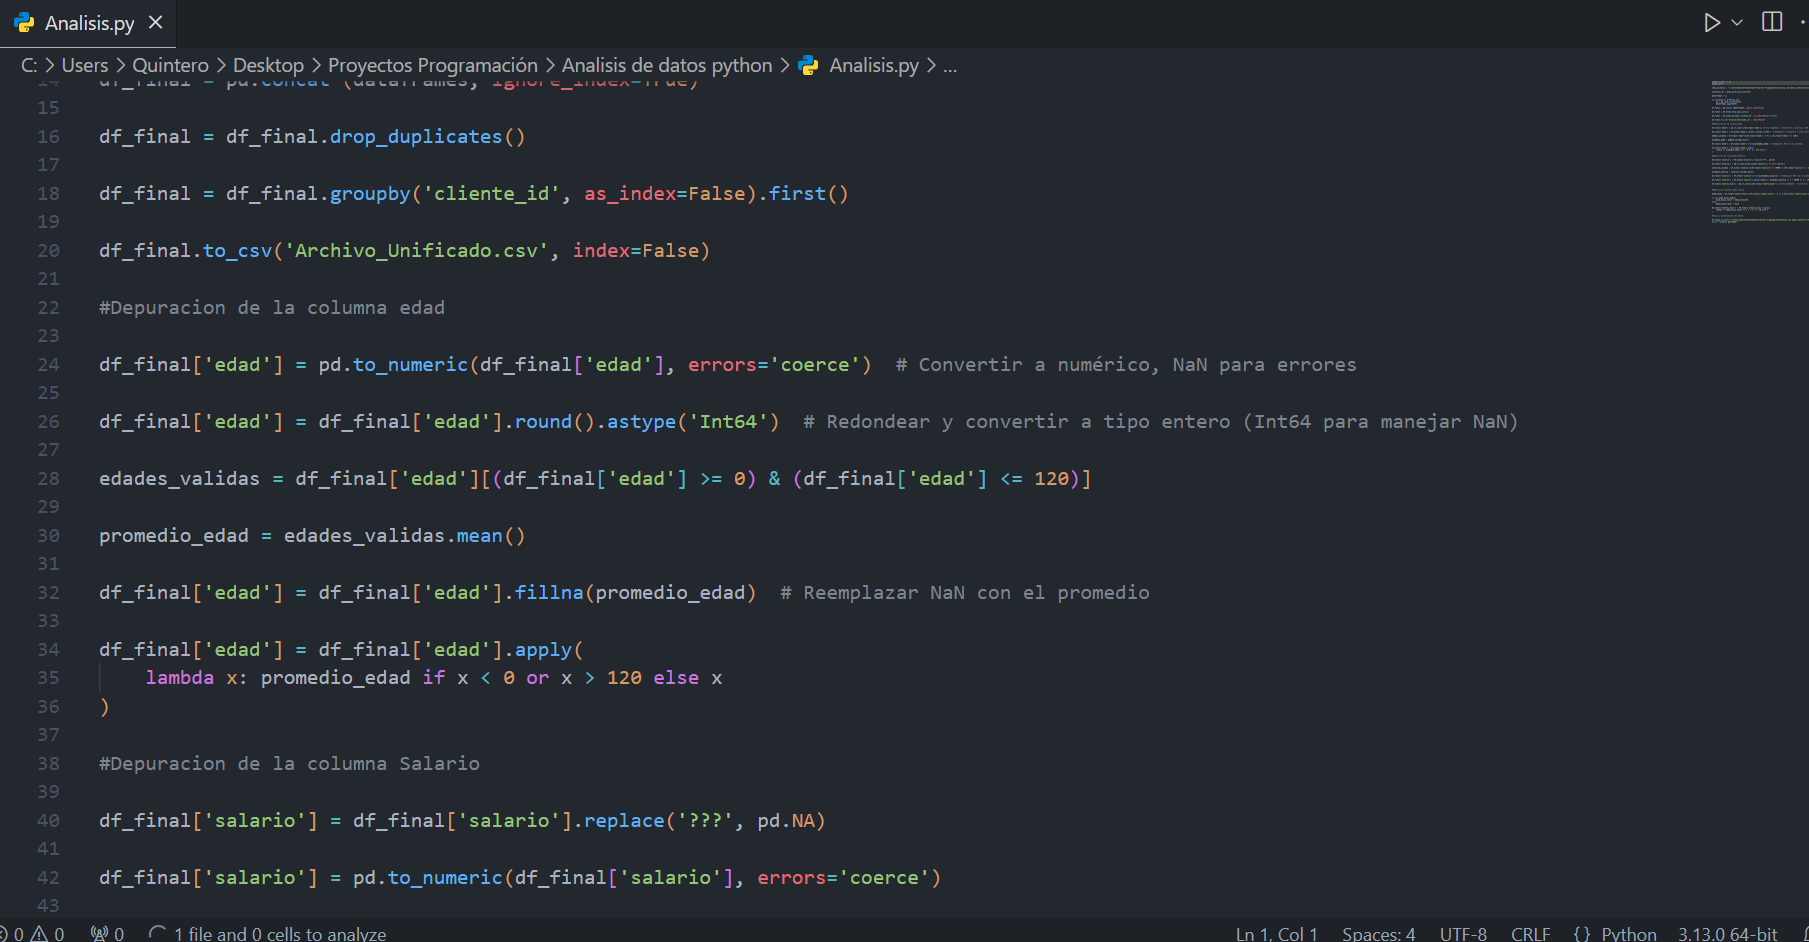 Analisis.py
C: > Users > Quintero > Desktop > Proyectos Programación > Analisis de datos python > Analisis.py > ...
14 df_final = pd.concat (dataframes, ignore_index=True)
15
16 df_final = df_final.drop_duplicates()
17
18 df_final = df_final.groupby('cliente_id', as_index=False).first()
19
20 df_final.to_csv('Archivo_Unificado.csv', index=False)
21
22 #Depuracion de la columna edad
23
24 df_final['edad'] = pd.to_numeric(df_final['edad'], errors='coerce')  # Convertir a numérico, NaN para errores
25
26 df_final['edad'] = df_final['edad'].round().astype('Int64')  # Redondear y convertir a tipo entero (Int64 para manejar NaN)
27
28 edades_validas = df_final['edad'][(df_final['edad'] >= 0) & (df_final['edad'] <= 120)]
29
30 promedio_edad = edades_validas.mean()
31
32 df_final['edad'] = df_final['edad'].fillna(promedio_edad)  # Reemplazar NaN con el promedio
33
34 df_final['edad'] = df_final['edad'].apply(
35     lambda x: promedio_edad if x < 0 or x > 120 else x
36 )
37
38 #Depuracion de la columna Salario
39
40 df_final['salario'] = df_final['salario'].replace('???', pd.NA)
41
42 df_final['salario'] = pd.to_numeric(df_final['salario'], errors='coerce')
43
0 0 0 1 file and 0 cells to analyze Ln 1, Col 1 Spaces: 4 UTF-8 CRLF {} Python 3.13.0 64-bit